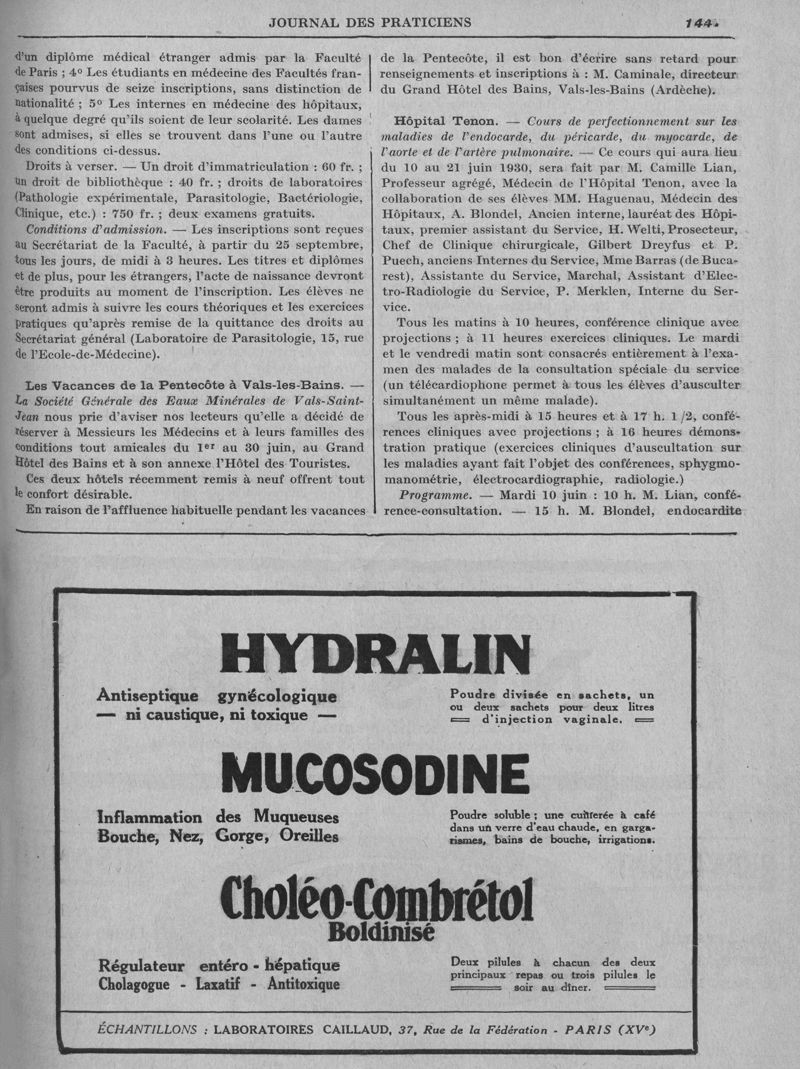 JOURNAL DES PRATICIENS
144.
d'un diplôme médical étranger admis par la Faculté
de Paris ; 4º Les étudiants en médecine des Facultés fran-
çaises pourvus de seize inscriptions, sans distinction de
nationalité ; 5º Les internes en médecine des hôpitaux,
à quelque degré qu'ils soient de leur scolarité. Les dames
sont admises, si elles se trouvent dans l'une ou l'autre
des conditions ci-dessus.
Droits à verser. — Un droit d'immatriculation : 60 fr. ;
un droit de bibliothèque : 40 fr. ; droits de laboratoires
(Pathologie expérimentale, Parasitologie, Bactériologie,
Clinique, etc.) : 750 fr. ; deux examens gratuits.
Conditions d'admission. — Les inscriptions sont reçues
au Secrétariat de la Faculté, à partir du 25 septembre,
tous les jours, de midi à 3 heures. Les titres et diplômes
et de plus, pour les étrangers, l'acte de naissance devront
être produits au moment de l'inscription. Les élèves ne
seront admis à suivre les cours théoriques et les exercices
pratiques qu'après remise de la quittance des droits au
Secrétariat général (Laboratoire de Parasitologie, 15, rue
de l'Ecole-de-Médecine).
Les Vacances de la Pentecôte à Vals-les-Bains. —
La Société Générale des Eaux Minérales de Vals-Saint-
Jean nous prie d'aviser nos lecteurs qu'elle a décidé de
réserver à Messieurs les Médecins et à leurs familles des
conditions tout amicales du 1er au 30 juin, au Grand
Hôtel des Bains et à son annexe l'Hôtel des Touristes.
Ces deux hôtels récemment remis à neuf offrent tout
le confort désirable.
En raison de l'affluence habituelle pendant les vacances
de la Pentecôte, il est bon d'écrire sans retard pour
renseignements et inscriptions à : M. Caminale, directeur
du Grand Hôtel des Bains, Vals-les-Bains (Ardèche).
Hôpital Tenon. — Cours de perfectionnement sur les
maladies de l'endocarde, du péricarde, du myocarde, de
l'aorte et de l'artère pulmonaire. — Ce cours qui aura lieu
du 10 au 21 juin 1930, sera fait par M. Camille Lian,
Professeur agrégé, Médecin de l'Hôpital Tenon, avec la
collaboration de ses élèves MM. Haguenau, Médecin des
Hôpitaux, A. Blondel, Ancien interne, lauréat des Hôpi-
taux, premier assistant du Service, H. Welti, Prosecteur,
Chef de Clinique chirurgicale, Gilbert Dreyfus et P.
Puech, anciens Internes du Service, Mme Barras (de Buca-
rest), Assistante du Service, Marchal, Assistant d'Elec-
tro-Radiologie du Service, P. Merklen, Interne du Ser-
vice.
Tous les matins à 10 heures, conférence clinique avec
projections ; à 11 heures exercices cliniques. Le mardi
et le vendredi matin sont consacrés entièrement à l'exa-
men des malades de la consultation spéciale du service
(un télécardiophone permet à tous les élèves d'ausculter
simultanément un même malade).
Tous les après-midi à 15 heures et à 17 h. 1/2, confé-
rences cliniques avec projections ; à 16 heures démons-
tration pratique (exercices cliniques d'auscultation sur
les maladies ayant fait l'objet des conférences, sphygmo-
manométrie, électrocardiographie, radiologie.)
Programme. — Mardi 10 juin : 10 h. M. Lian, confé-
rence-consultation. — 15 h. M. Blondel, endocardite
HYDRALIN
Antiseptique gynécologique
— ni caustique, ni toxique —
Poudre divisée en sachets, un
ou deux sachets pour deux litres
d'injection vaginale.
MUCOSODINE
Inflammation des Muqueuses
Bouche, Nez, Gorge, Oreilles
Poudre soluble ; une cuillerée à café
dans un verre d'eau chaude, en garga-
rismes, bains de bouche, irrigations.
Choléo-Combrétol
Boldinisé
Régulateur entéro - hépatique
Cholagogue - Laxatif - Antitoxique
Deux pilules à chacun des deux
principaux repas ou trois pilules le
soir au dîner.
ÉCHANTILLONS : LABORATOIRES CAILLAUD, 37, Rue de la Fédération - PARIS (XVe)